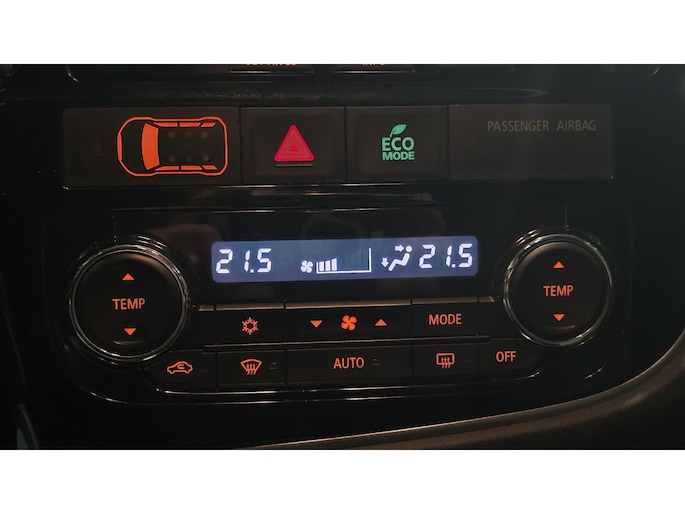 ECO
MODE
PASSENGER AIRBAG
21.5 21.5
TEMP
TEMP
MODE
AUTO
OFF